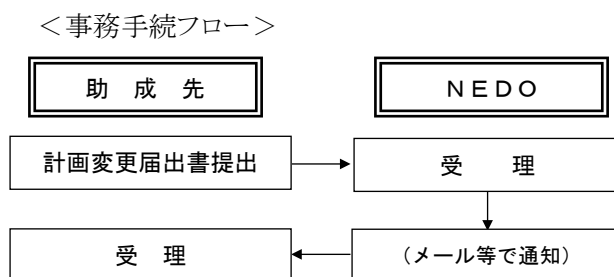 ＜事務手続フロー＞
助 成 先
ＮＥＤＯ
計画変更届出書提出
受 理
受 理
（メール等で通知）